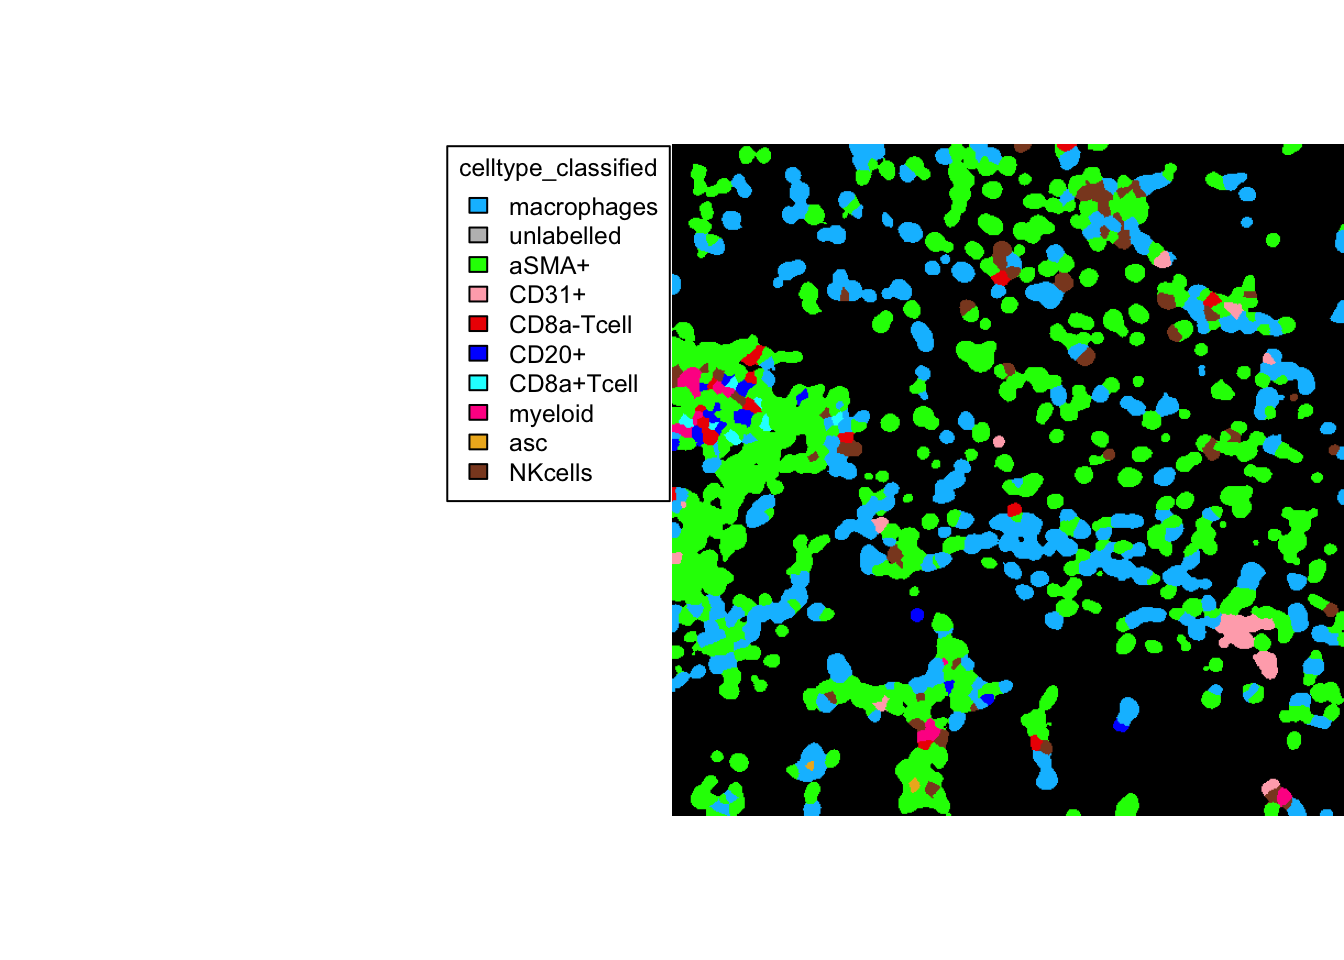 celltype_classified
macrophages
unlabelled
aSMA+
CD31+
CD8a-Tcell
CD20+
CD8a+Tcell
myeloid
asc
NKcells